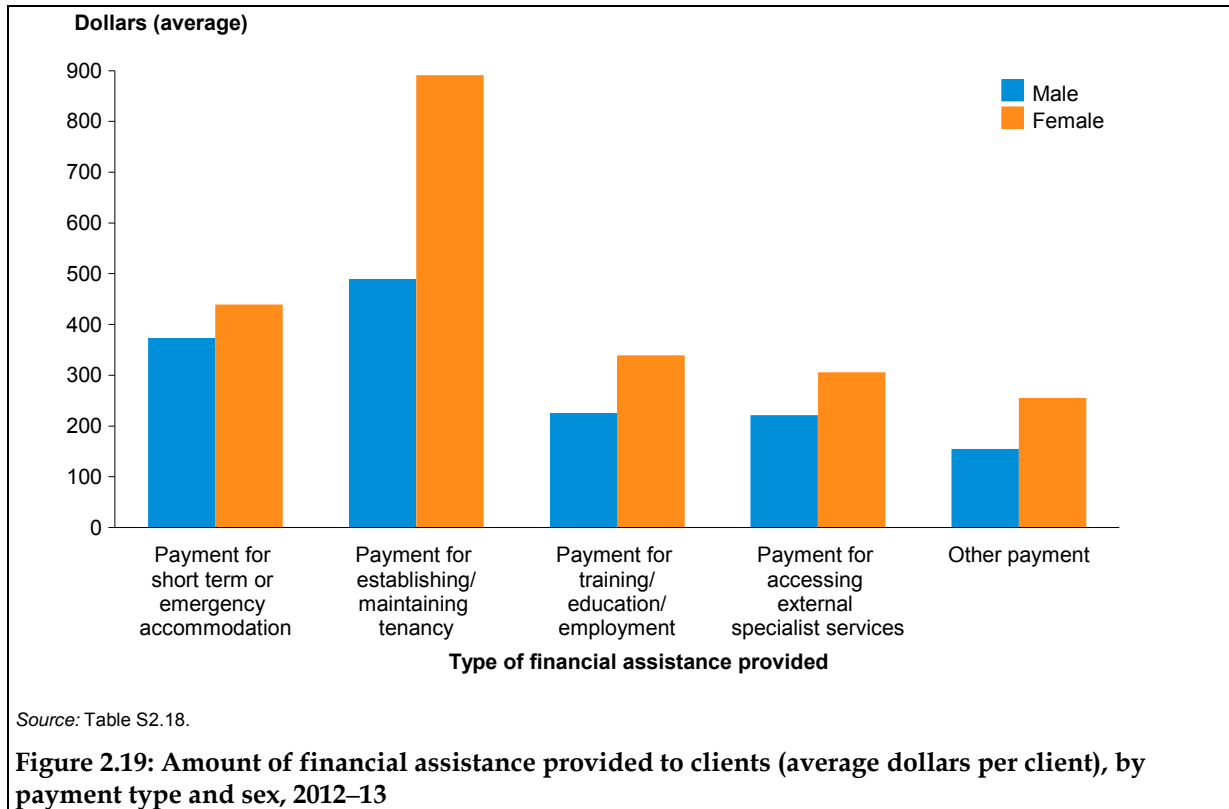 Dollars (average)
900
800
700
600
500
400
300
200
100
0
Male
Female
Payment for
short term or
emergency
accommodation
Payment for
establishing/
maintaining
tenancy
Payment for
training/
education/
employment
Payment for
accessing
external
specialist services
Other payment
Type of financial assistance provided
Source: Table S2.18.
Figure 2.19: Amount of financial assistance provided to clients (average dollars per client), by
payment type and sex, 2012–13